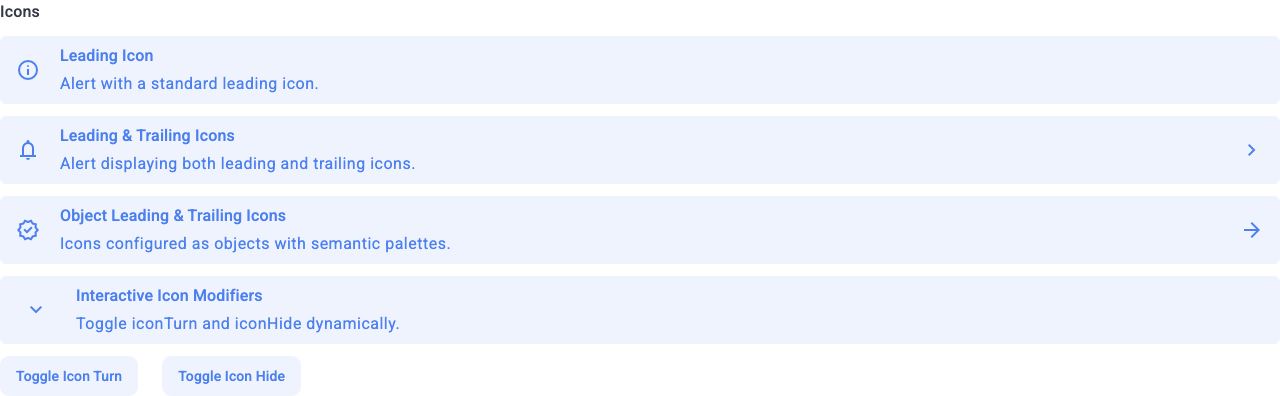 Icons
Leading Icon
Alert with a standard leading icon.
Leading & Trailing Icons
Alert displaying both leading and trailing icons.
Object Leading & Trailing Icons
Icons configured as objects with semantic palettes.
Interactive Icon Modifiers
Toggle iconTurn and iconHide dynamically.
Toggle Icon Turn
Toggle Icon Hide